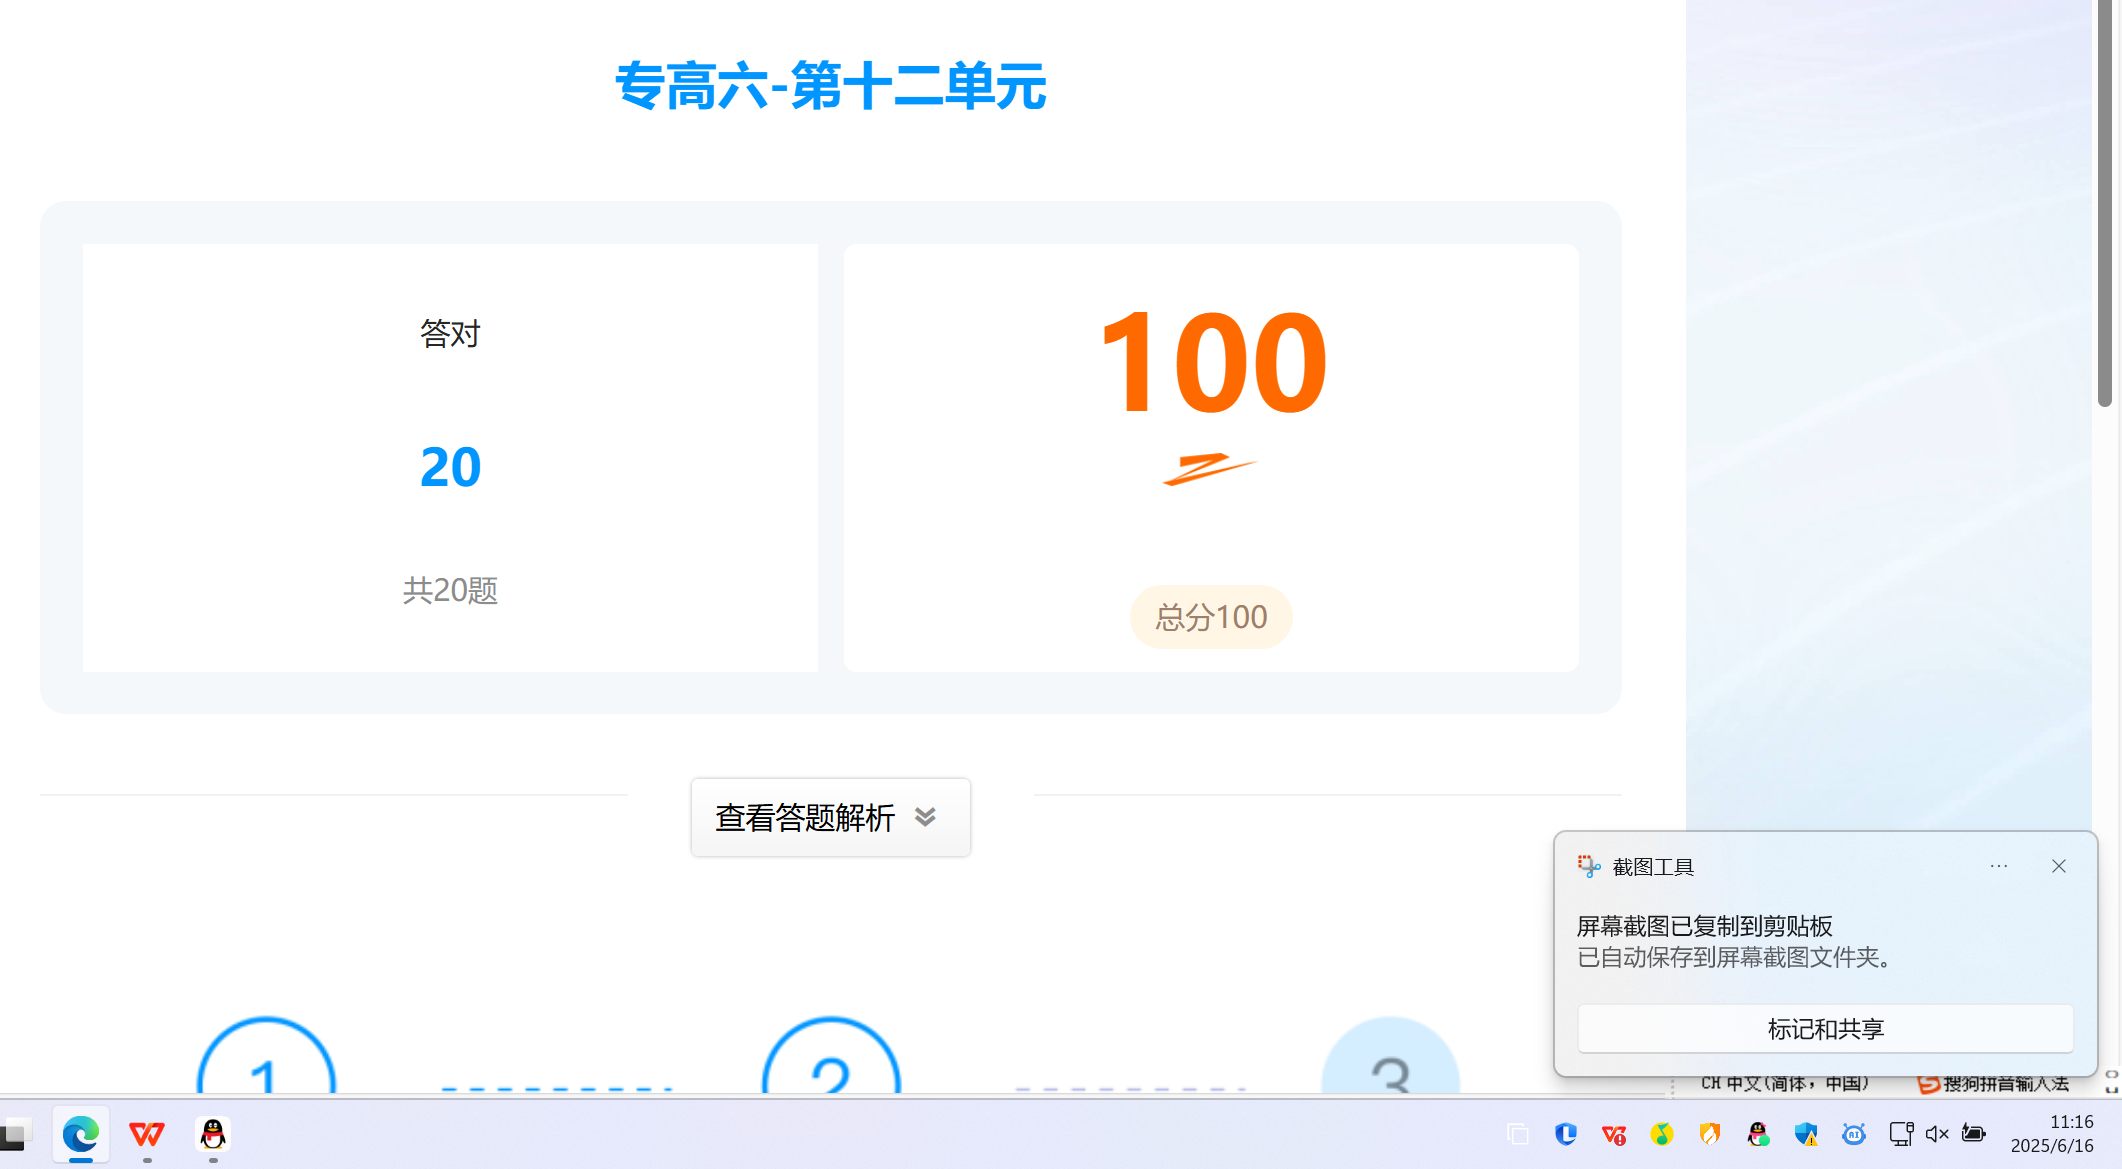 专高六-第十二单元
答对
20
共20题
100
总分100
查看答题解析
1
2
3
截图工具
屏幕截图已复制到剪贴板
已自动保存到屏幕截图文件夹。
标记和共享
CH 中文(简体，中国)
搜狗拼音输入法
11:16
2025/6/16